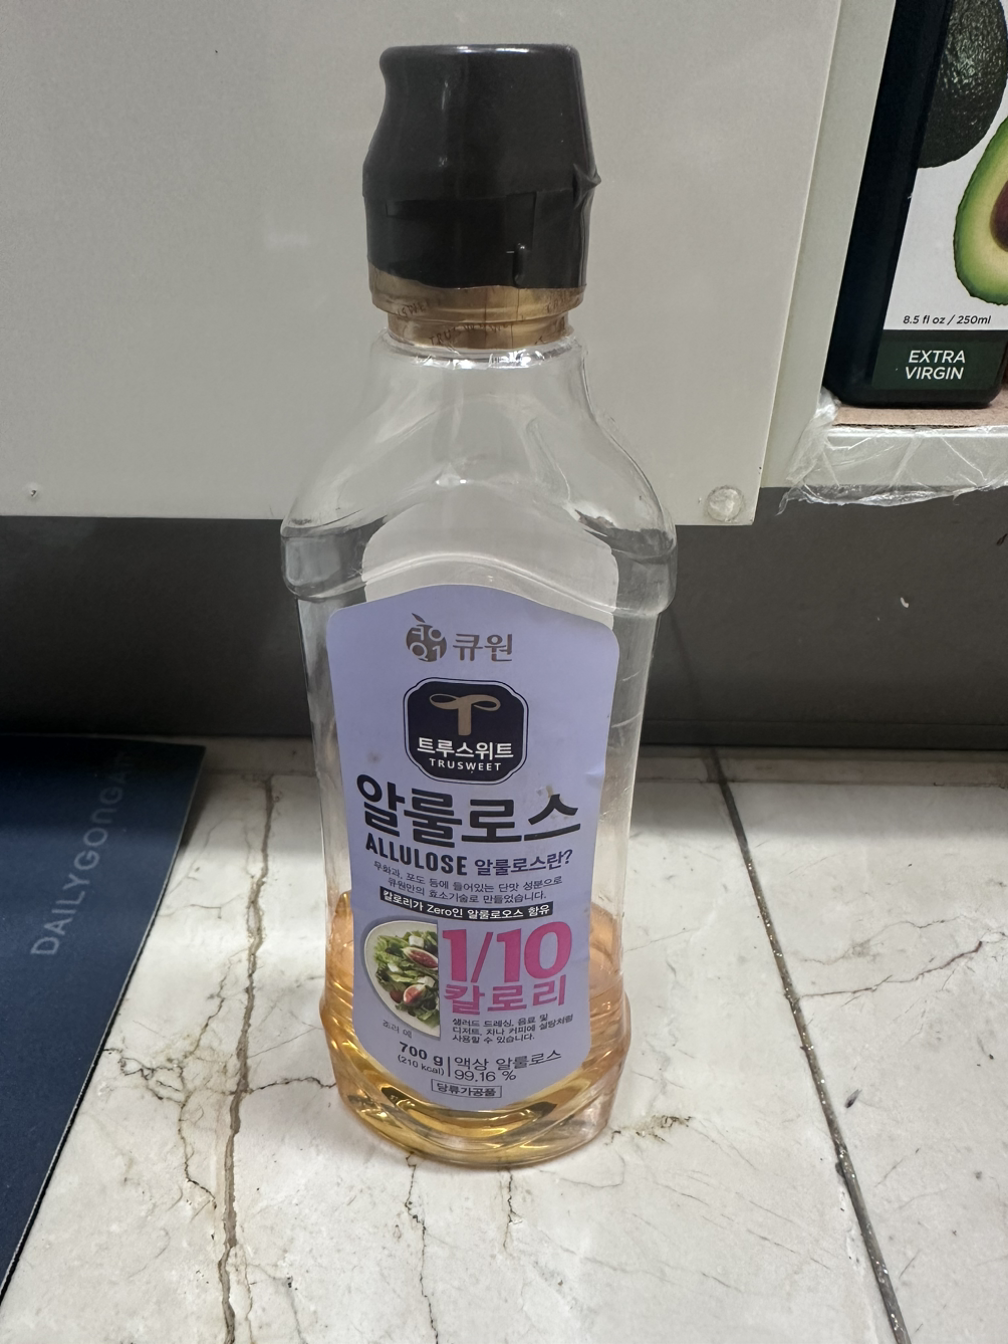 큐원
트루스위트
TRUSWEET
알룰로스
ALLULOSE 알룰로스란?
무화과, 포도 등에 들어있는 단맛 성분으로
큐원만의 효소기술로 만들었습니다.
칼로리가 Zero인 알룰로오스 함유
1/10
칼로리
조리 예
샐러드 드레싱, 음료 및
디저트, 차나 커피에 설탕처럼
사용할 수 있습니다.
700 g
(210 kcal)
액상 알룰로스
99.16 %
당류가공품
8.5 fl oz / 250ml
EXTRA
VIRGIN
DAILYGONGAN